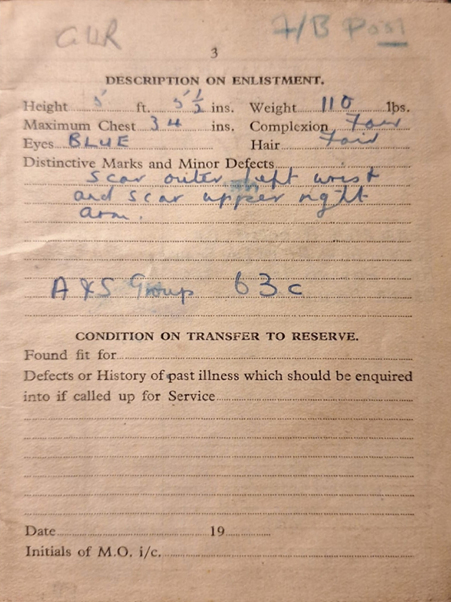 GUR
7/B Post
3
DESCRIPTION ON ENLISTMENT.
Height 5' ft. 5½ ins. Weight 110 lbs.
Maximum Chest 34 ins. Complexion Fair
Eyes BLUE Hair Fair
Distinctive Marks and Minor Defects
Scar outer left wrist
and scar upper right
arm.
A & S Group 63c
CONDITION ON TRANSFER TO RESERVE.
Found fit for
Defects or History of past illness which should be enquired
into if called up for Service
Date 19
Initials of M.O. i/c.